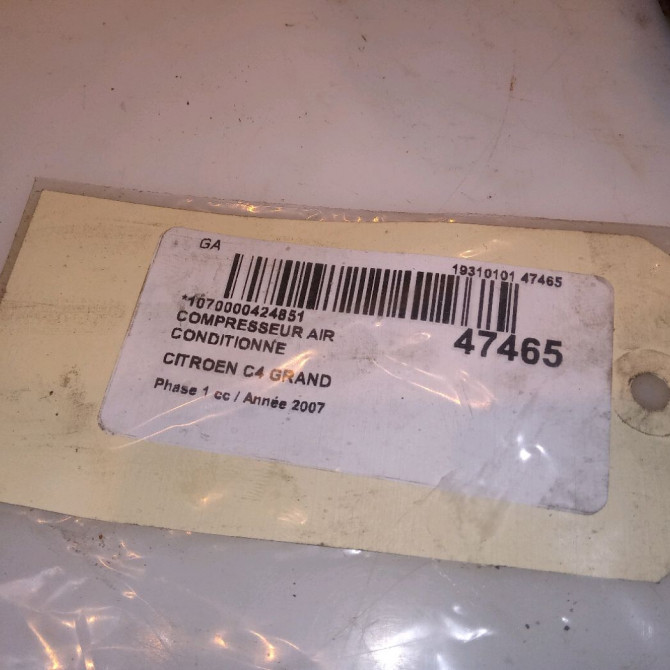 GA
19310101 47465
*1070000424851
47465
COMPRESSEUR AIR
CONDITIONNE
CITROEN C4 GRAND
Phase 1 cc / Année 2007